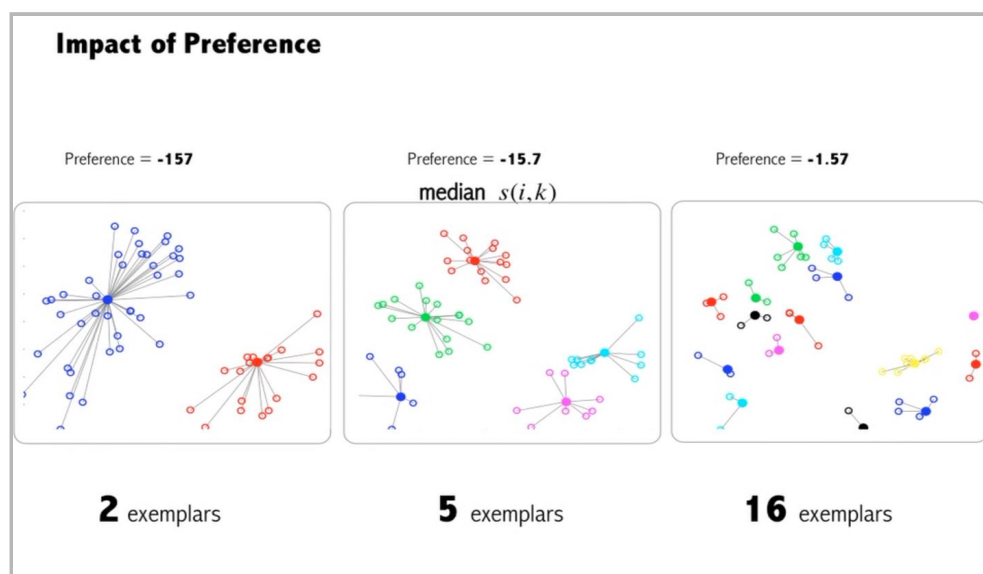 Impact of Preference
Preference = -157
Preference = -15.7
Preference = -1.57
median s(i,k)
2 exemplars
5 exemplars
16 exemplars